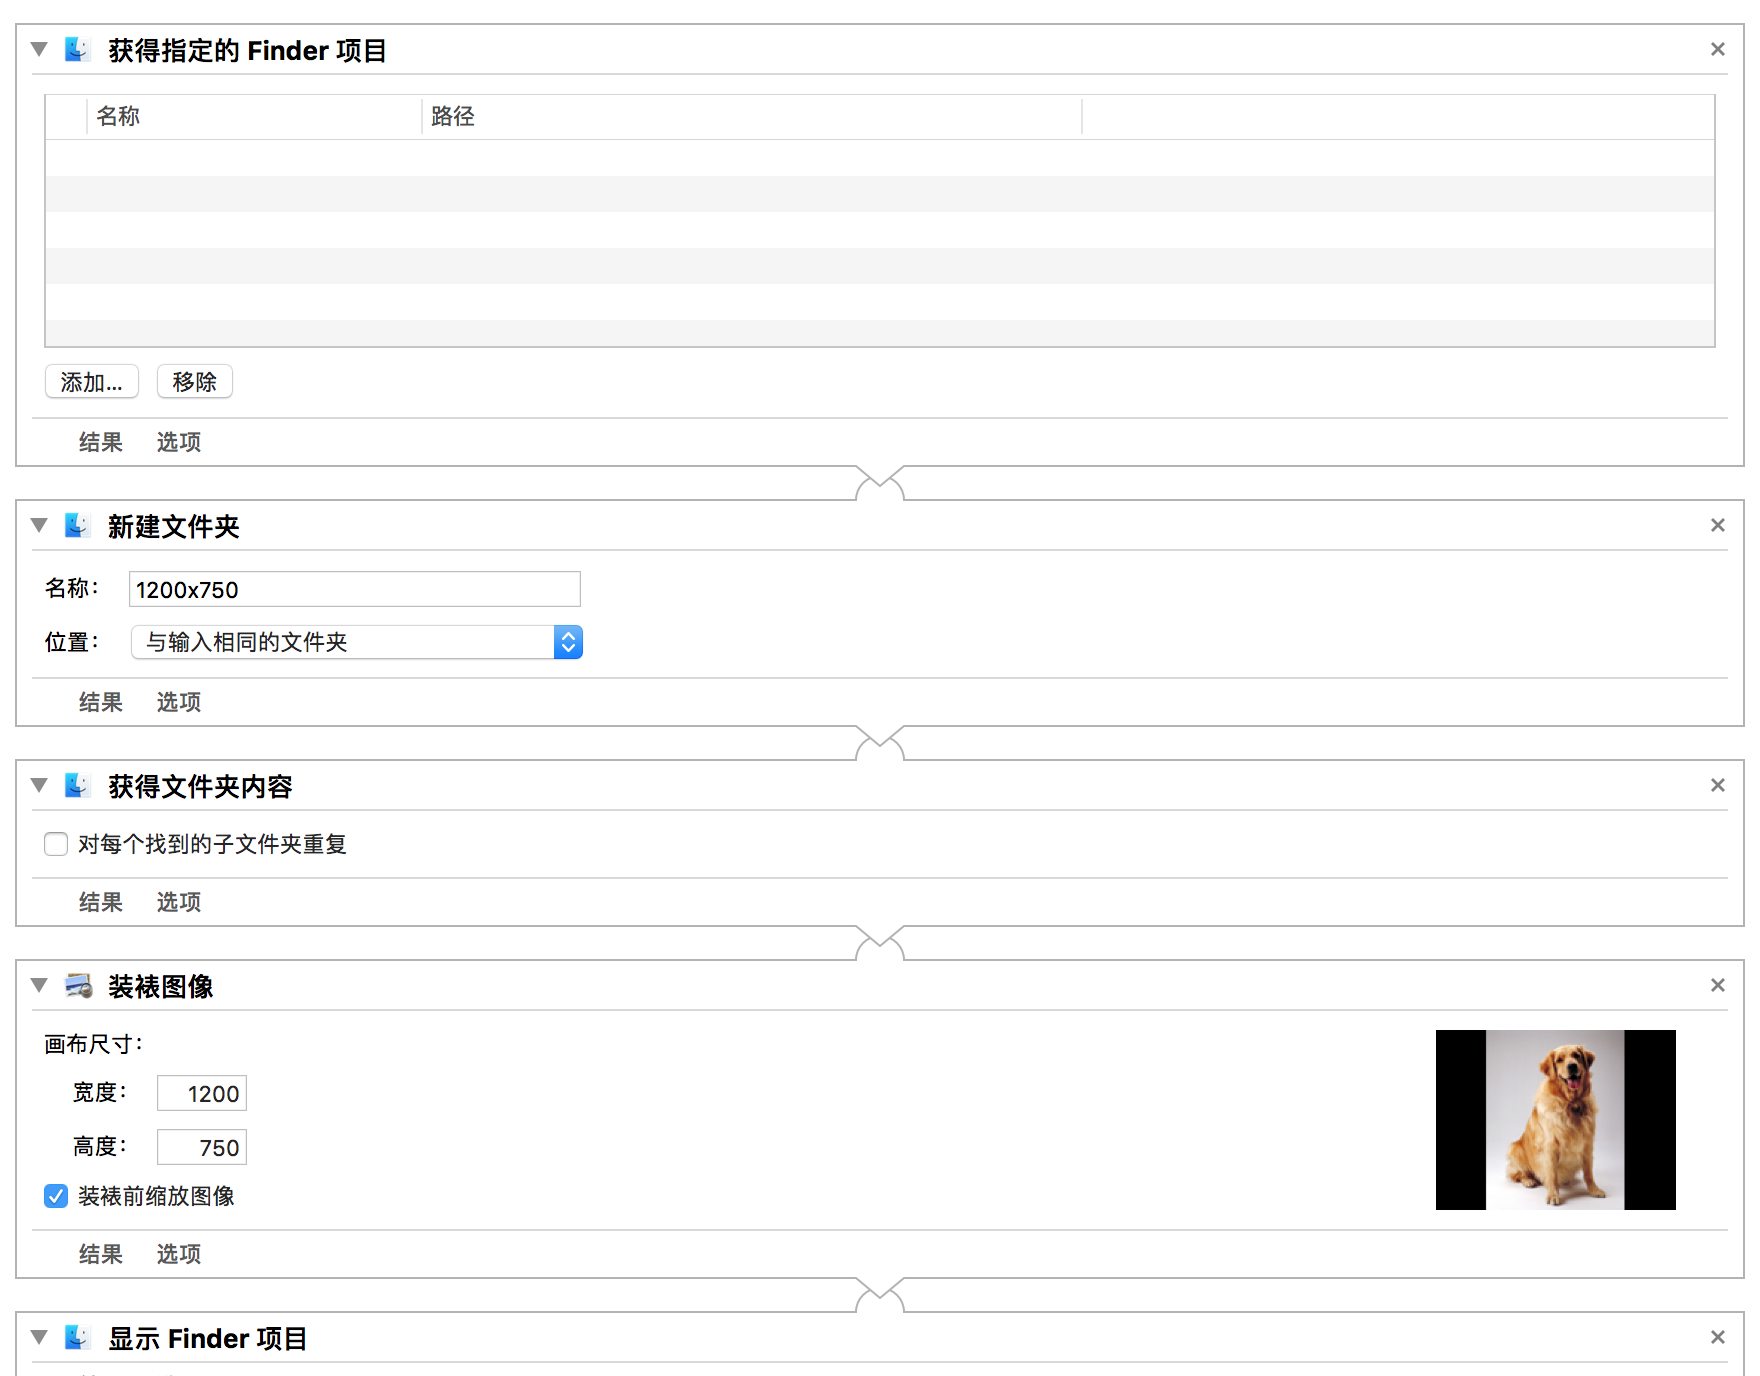 获得指定的 Finder 项目
名称 路径
添加... 移除
结果 选项
新建文件夹
名称： 1200x750
位置： 与输入相同的文件夹
结果 选项
获得文件夹内容
对每个找到的子文件夹重复
结果 选项
装裱图像
画布尺寸：
宽度： 1200
高度： 750
装裱前缩放图像
结果 选项
显示 Finder 项目